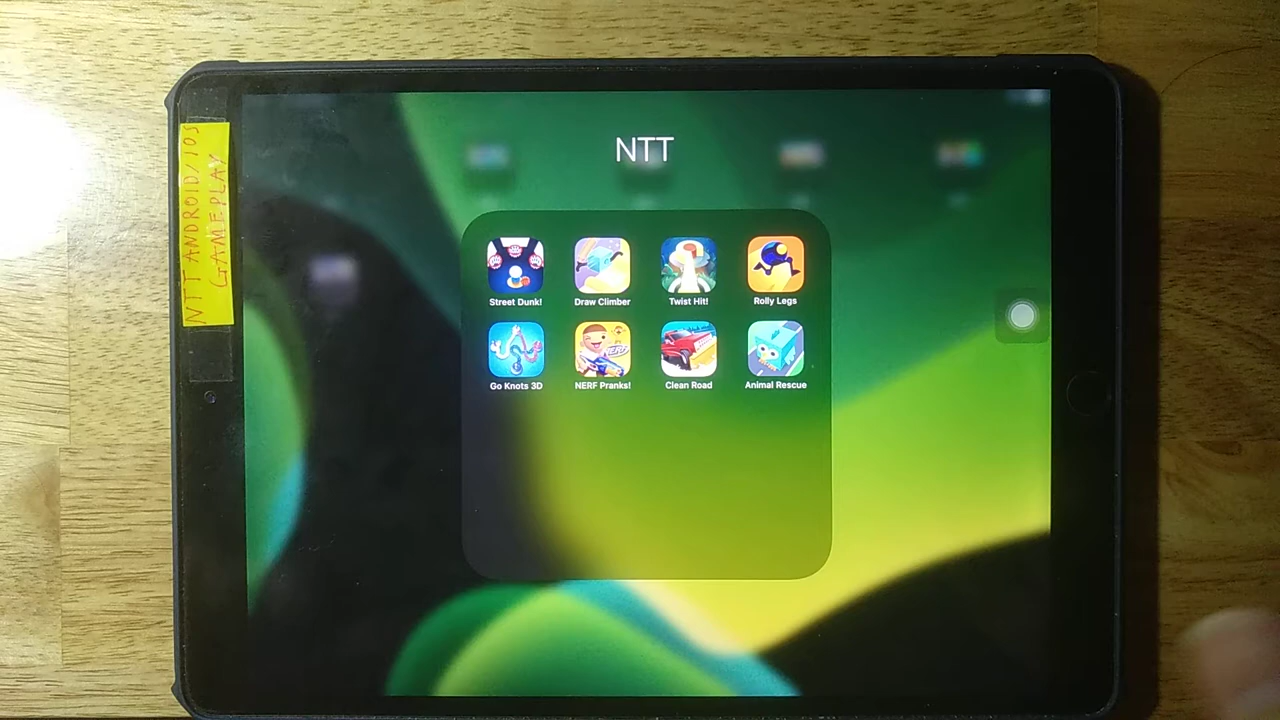 NTT ANDROID/IOS
GAMEPLAY
NTT
Street Dunk!
Draw Climber
Twist Hit!
Rolly Legs
Go Knots 3D
NERF
NERF Pranks!
Clean Road
Animal Rescue